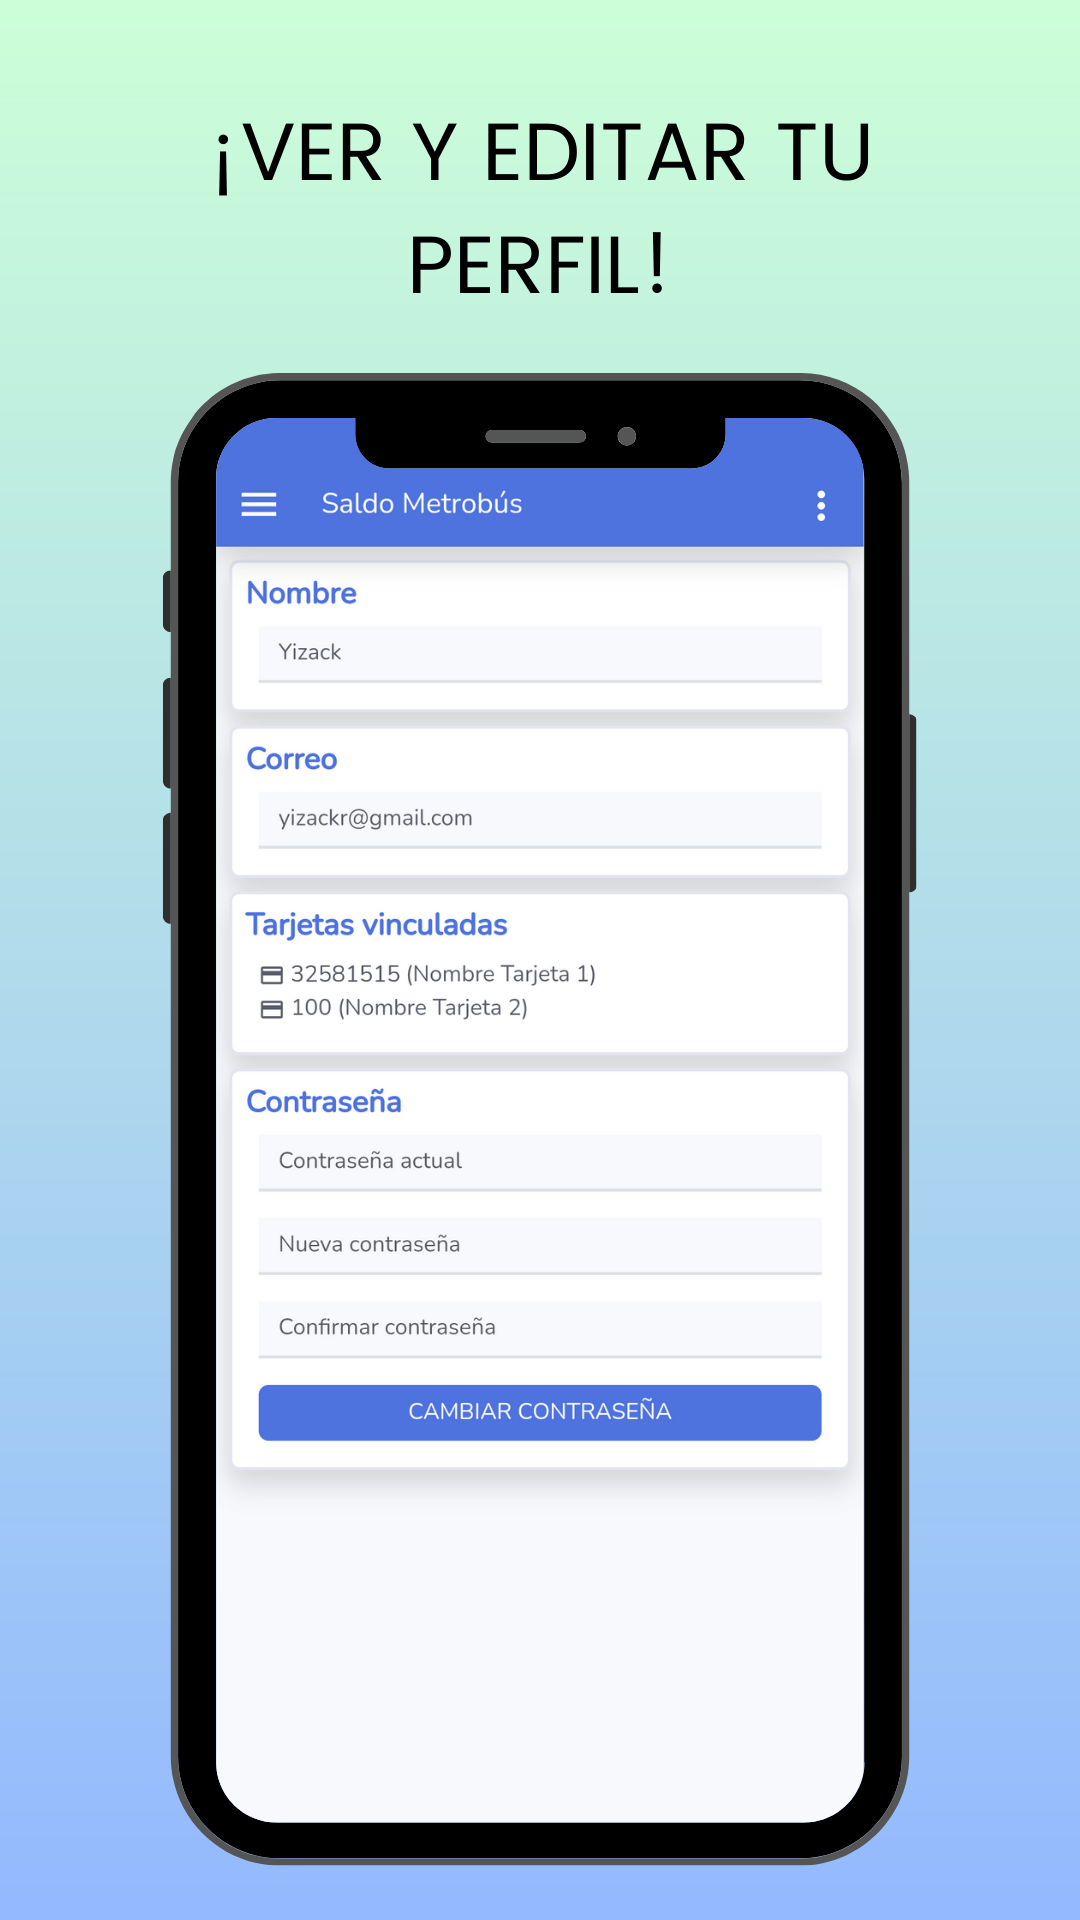 ¡VER Y EDITAR TU
PERFIL!
Saldo Metrobús
Nombre
Yizack
Correo
yizackr@gmail.com
Tarjetas vinculadas
32581515 (Nombre Tarjeta 1)
100 (Nombre Tarjeta 2)
Contraseña
Contraseña actual
Nueva contraseña
Confirmar contraseña
CAMBIAR CONTRASEÑA